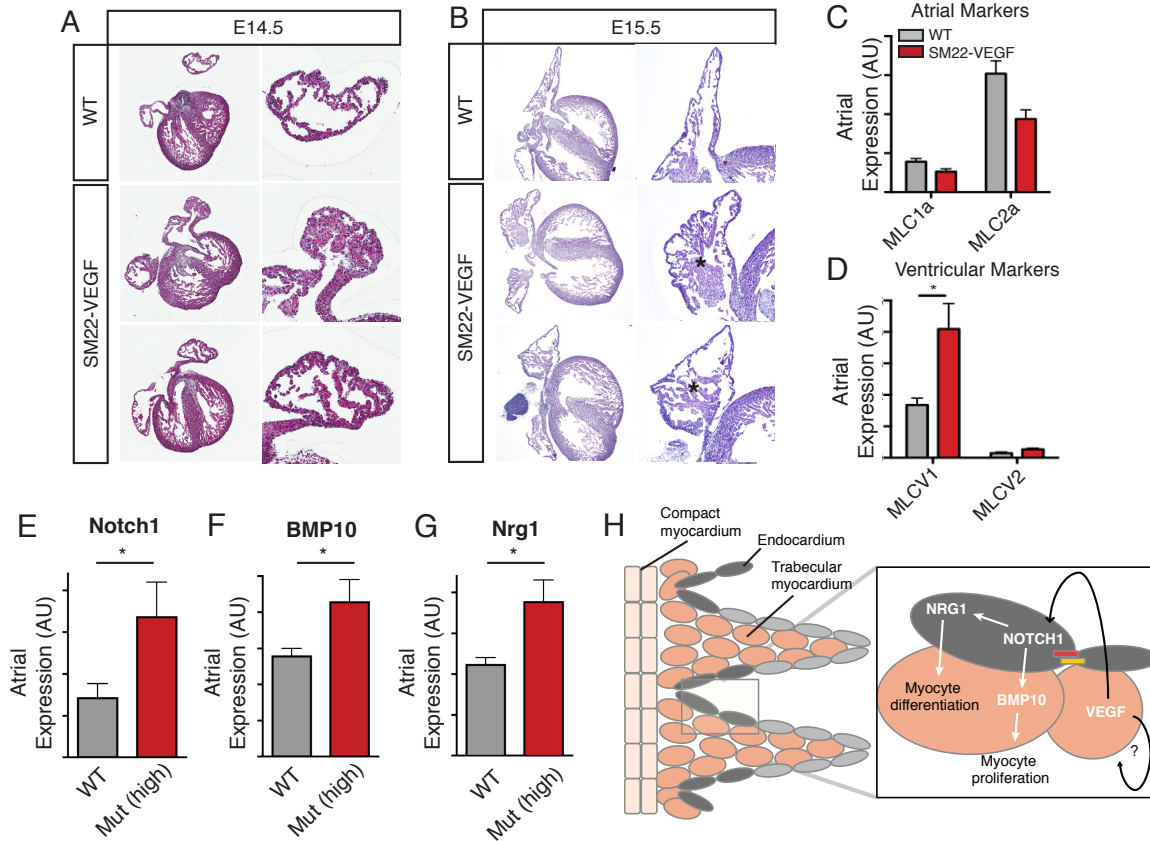 A
E14.5
WT
SM22-VEGF
B
E15.5
WT
SM22-VEGF
*
*
C
Atrial Markers
WT
SM22-VEGF
Atrial
Expression (AU)
MLC1a
MLC2a
D
Ventricular Markers
*
Atrial
Expression (AU)
MLCV1
MLCV2
E
Notch1
*
Atrial
Expression (AU)
WT
Mut (high)
F
BMP10
*
Atrial
Expression (AU)
WT
Mut (high)
G
Nrg1
*
Atrial
Expression (AU)
WT
Mut (high)
H
Compact
myocardium
Endocardium
Trabecular
myocardium
NRG1
NOTCH1
Myocyte
differentiation
BMP10
VEGF
?
Myocyte
proliferation